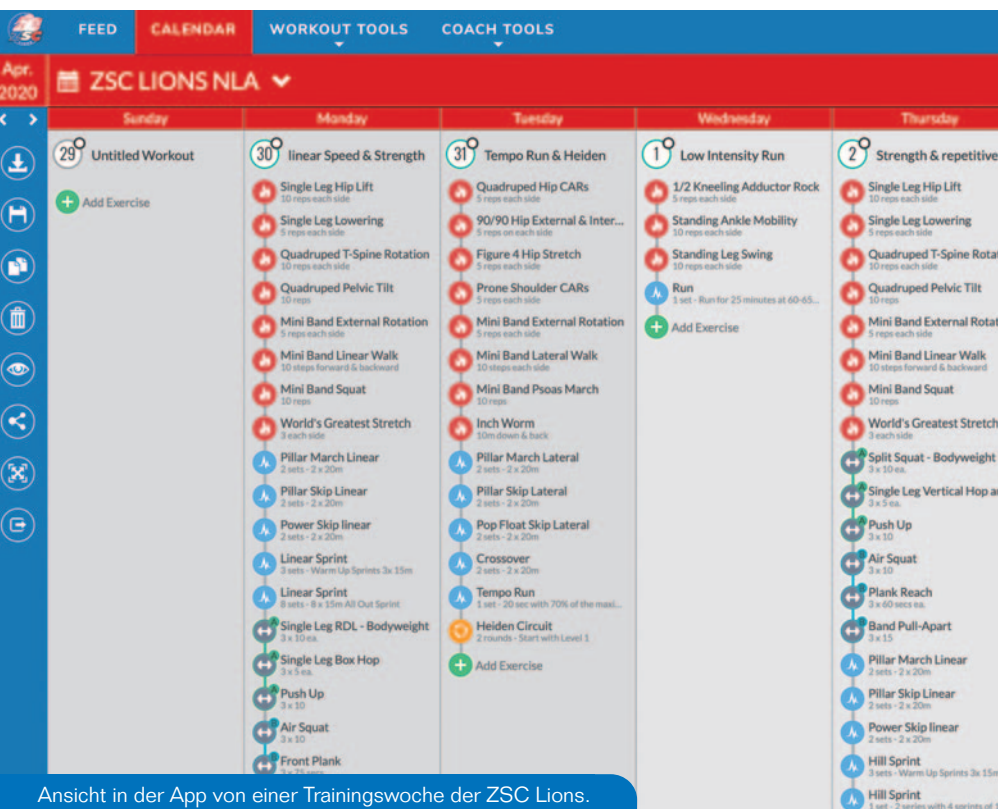 FEED CALENDAR WORKOUT TOOLS COACH TOOLS
Apr. 2020
ZSC LIONS NLA
Sunday Monday Tuesday Wednesday Thursday
29 Untitled Workout
Add Exercise
30 linear Speed & Strength
Single Leg Hip Lift
10 reps each side
Single Leg Lowering
5 reps each side
Quadruped T-Spine Rotation
10 reps each side
Quadruped Pelvic Tilt
10 reps
Mini Band External Rotation
5 reps each side
Mini Band Linear Walk
10 steps forward & backward
Mini Band Squat
10 reps
World's Greatest Stretch
3 each side
Pillar March Linear
2 sets - 2 x 20m
Pillar Skip Linear
2 sets - 2 x 20m
Power Skip linear
2 sets - 2 x 20m
Linear Sprint
3 sets - Warm Up Sprints 3x 15m
Linear Sprint
8 sets - 8 x 15m All Out Sprint
A Single Leg RDL - Bodyweight
3 x 10 ea.
A Single Leg Box Hop
3 x 5 ea.
A Push Up
3 x 10
B Air Squat
3 x 10
B Front Plank
3 x 75 secs
31 Tempo Run & Heiden
Quadruped Hip CARs
5 reps each side
90/90 Hip External & Inter...
5 reps on each side
Figure 4 Hip Stretch
5 reps each side
Prone Shoulder CARs
5 reps each side
Mini Band External Rotation
5 reps each side
Mini Band Lateral Walk
10 steps each side
Mini Band Psoas March
10 reps
Inch Worm
10m down & back
Pillar March Lateral
2 sets - 2 x 20m
Pillar Skip Lateral
2 sets - 2 x 20m
Pop Float Skip Lateral
2 sets - 2 x 20m
Crossover
2 sets - 2 x 20m
Tempo Run
1 set - 20 sec with 70% of the maxi...
Heiden Circuit
2 rounds - Start with Level 1
Add Exercise
1 Low Intensity Run
1/2 Kneeling Adductor Rock
5 reps each side
Standing Ankle Mobility
10 reps each side
Standing Leg Swing
10 reps each side
Run
1 set - Run for 25 minutes at 60-65...
Add Exercise
2 Strength & repetitive
Single Leg Hip Lift
10 reps each side
Single Leg Lowering
5 reps each side
Quadruped T-Spine Rotat
10 reps each side
Quadruped Pelvic Tilt
10 reps
Mini Band External Rotat
5 reps each side
Mini Band Linear Walk
10 steps forward & backward
Mini Band Squat
10 reps
World's Greatest Stretch
3 each side
A Split Squat - Bodyweight
3 x 10 ea.
A Single Leg Vertical Hop an
3 x 5 ea.
A Push Up
3 x 10
B Air Squat
3 x 10
B Plank Reach
3 x 60 secs ea.
B Band Pull-Apart
3 x 15
Pillar March Linear
2 sets - 2 x 20m
Pillar Skip Linear
2 sets - 2 x 20m
Power Skip linear
2 sets - 2 x 20m
Hill Sprint
3 sets - Warm Up Sprints 3x 15m
Hill Sprint
1 set - 2 series with 4 sprints of
Ansicht in der App von einer Trainingswoche der ZSC Lions.